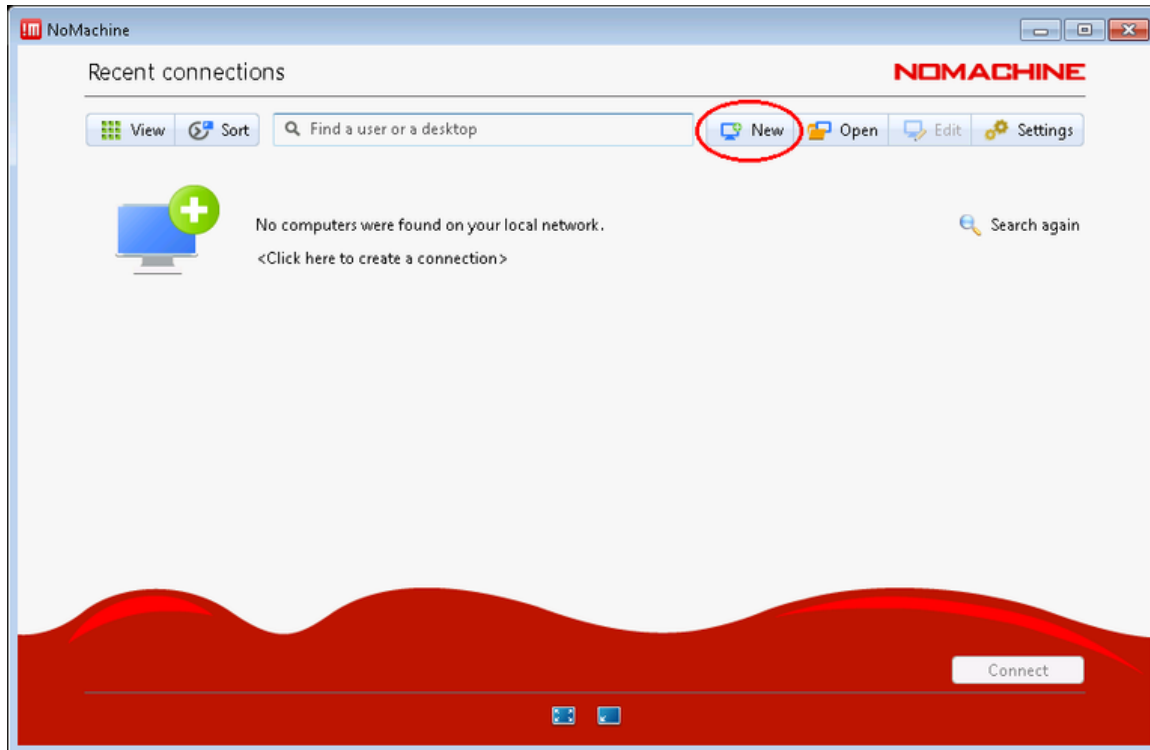 NoMachine
Recent connections NOMACHINE
View Sort Find a user or a desktop New Open Edit Settings
No computers were found on your local network. Search again
<Click here to create a connection>
Connect